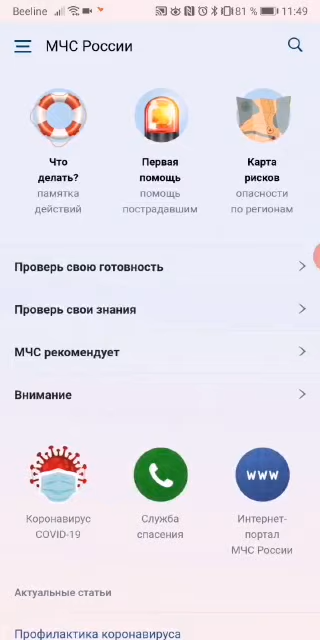 Beeline 81 % 11:49
МЧС России
Что делать?
памятка действий
Первая помощь
помощь пострадавшим
Карта рисков
опасности по регионам
Проверь свою готовность
Проверь свои знания
МЧС рекомендует
Внимание
WWW
Коронавирус COVID-19
Служба спасения
Интернет-портал МЧС России
Актуальные статьи
Профилактика коронавируса